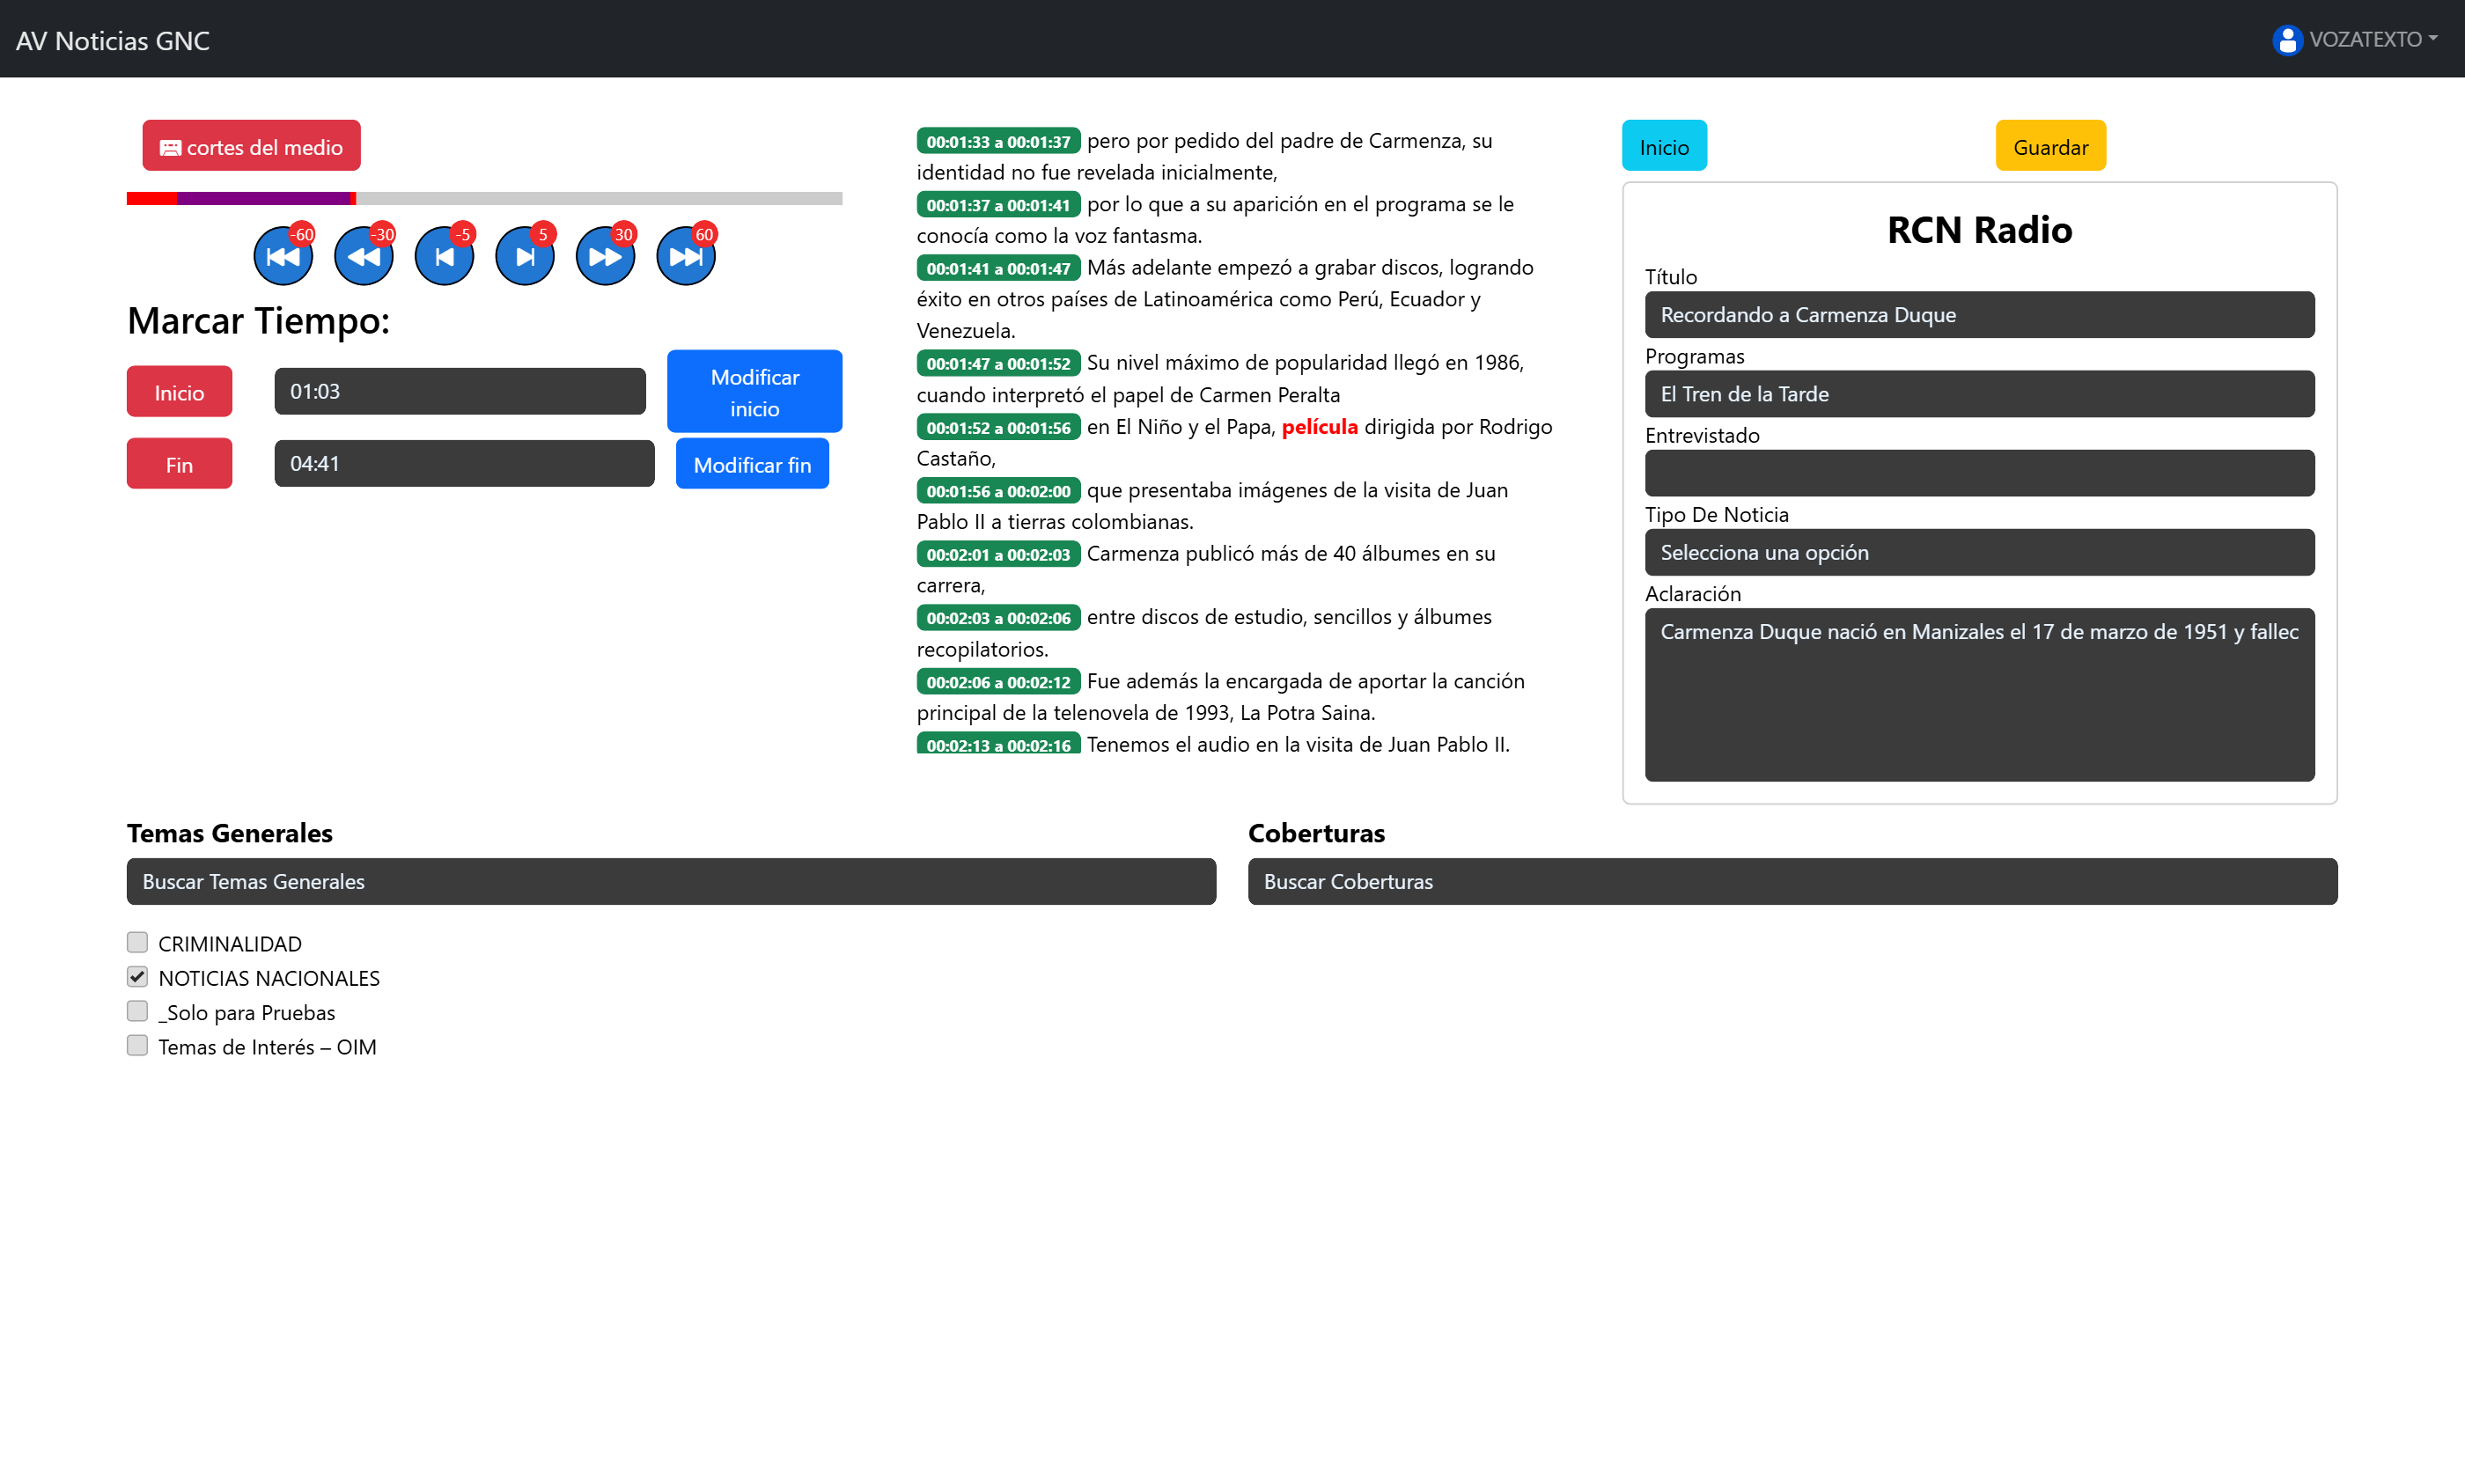 AV Noticias GNC
VOZATEXTO
cortes del medio
-60 -30 -5 5 30 60
Marcar Tiempo:
Inicio 01:03 Modificar inicio
Fin 04:41 Modificar fin
00:01:33 a 00:01:37 pero por pedido del padre de Carmenza, su
identidad no fue revelada inicialmente,
00:01:37 a 00:01:41 por lo que a su aparición en el programa se le
conocía como la voz fantasma.
00:01:41 a 00:01:47 Más adelante empezó a grabar discos, logrando
éxito en otros países de Latinoamérica como Perú, Ecuador y
Venezuela.
00:01:47 a 00:01:52 Su nivel máximo de popularidad llegó en 1986,
cuando interpretó el papel de Carmen Peralta
00:01:52 a 00:01:56 en El Niño y el Papa, película dirigida por Rodrigo
Castaño,
00:01:56 a 00:02:00 que presentaba imágenes de la visita de Juan
Pablo II a tierras colombianas.
00:02:01 a 00:02:03 Carmenza publicó más de 40 álbumes en su
carrera,
00:02:03 a 00:02:06 entre discos de estudio, sencillos y álbumes
recopilatorios.
00:02:06 a 00:02:12 Fue además la encargada de aportar la canción
principal de la telenovela de 1993, La Potra Saina.
00:02:13 a 00:02:16 Tenemos el audio en la visita de Juan Pablo II.
Inicio
Guardar
RCN Radio
Título
Recordando a Carmenza Duque
Programas
El Tren de la Tarde
Entrevistado
Tipo De Noticia
Selecciona una opción
Aclaración
Carmenza Duque nació en Manizales el 17 de marzo de 1951 y fallec
Temas Generales
Buscar Temas Generales
CRIMINALIDAD
NOTICIAS NACIONALES
_Solo para Pruebas
Temas de Interés – OIM
Coberturas
Buscar Coberturas